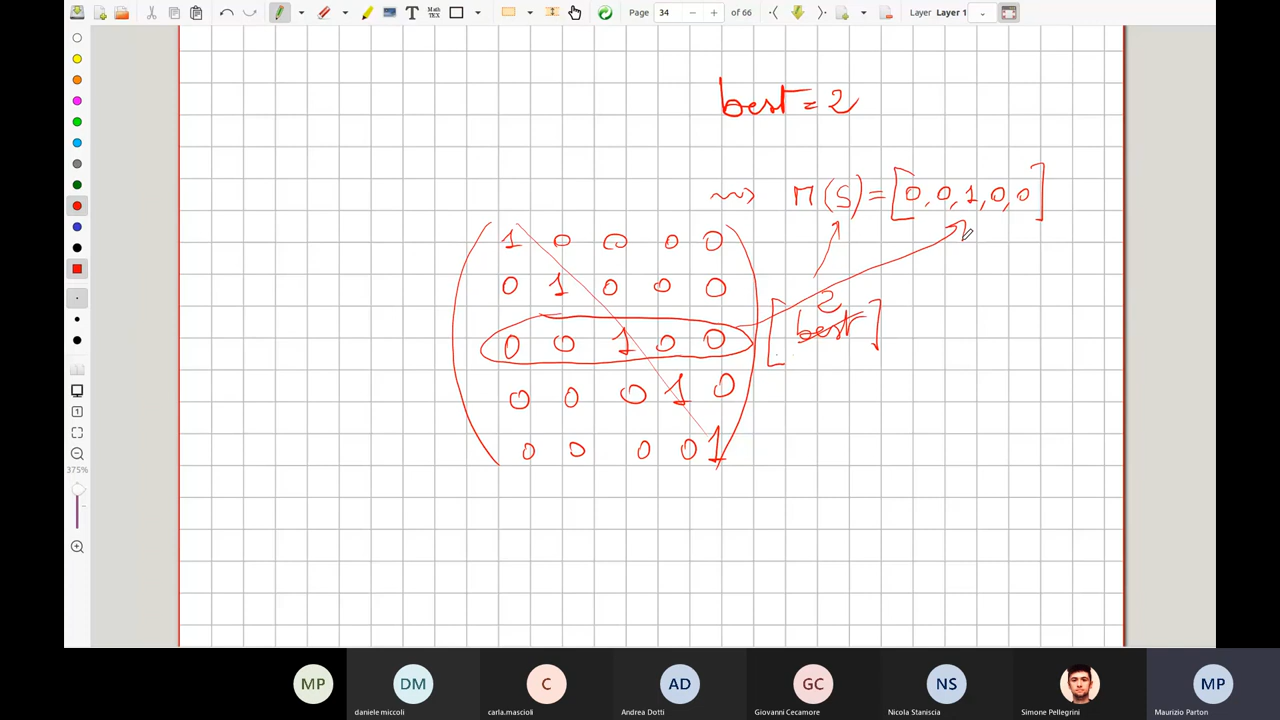 Page 34 of 66 Layer Layer 1
best = 2
⇝ π(S) = [0, 0, 1, 0, 0]
1 0 0 0 0
0 1 0 0 0
0 0 1 0 0
[2 best]
0 0 0 1 0
0 0 0 0 1
375%
MP DM C AD GC NS MP
daniele miccoli carla.mascioli Andrea Dotti Giovanni Cecamore Nicola Staniscia Simone Pellegrini Maurizio Parton